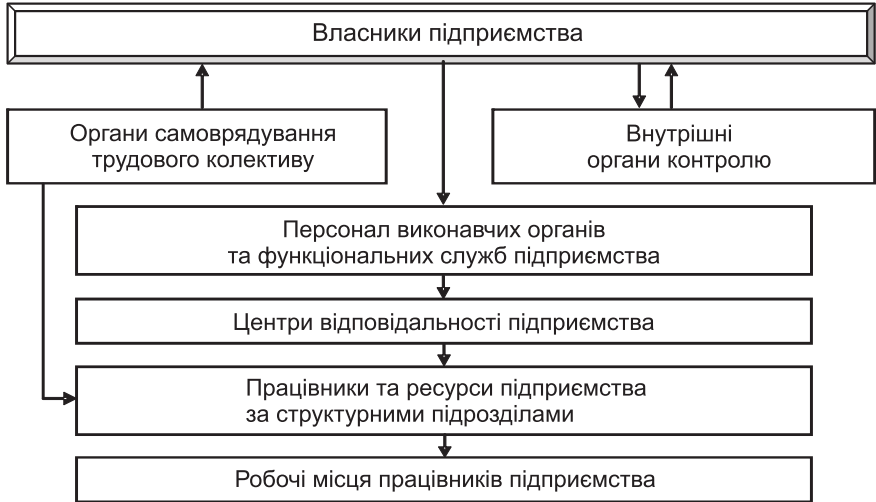 Власники підприємства
Органи самоврядування
трудового колективу
Внутрішні
органи контролю
Персонал виконавчих органів
та функціональних служб підприємства
Центри відповідальності підприємства
Працівники та ресурси підприємства
за структурними підрозділами
Робочі місця працівників підприємства